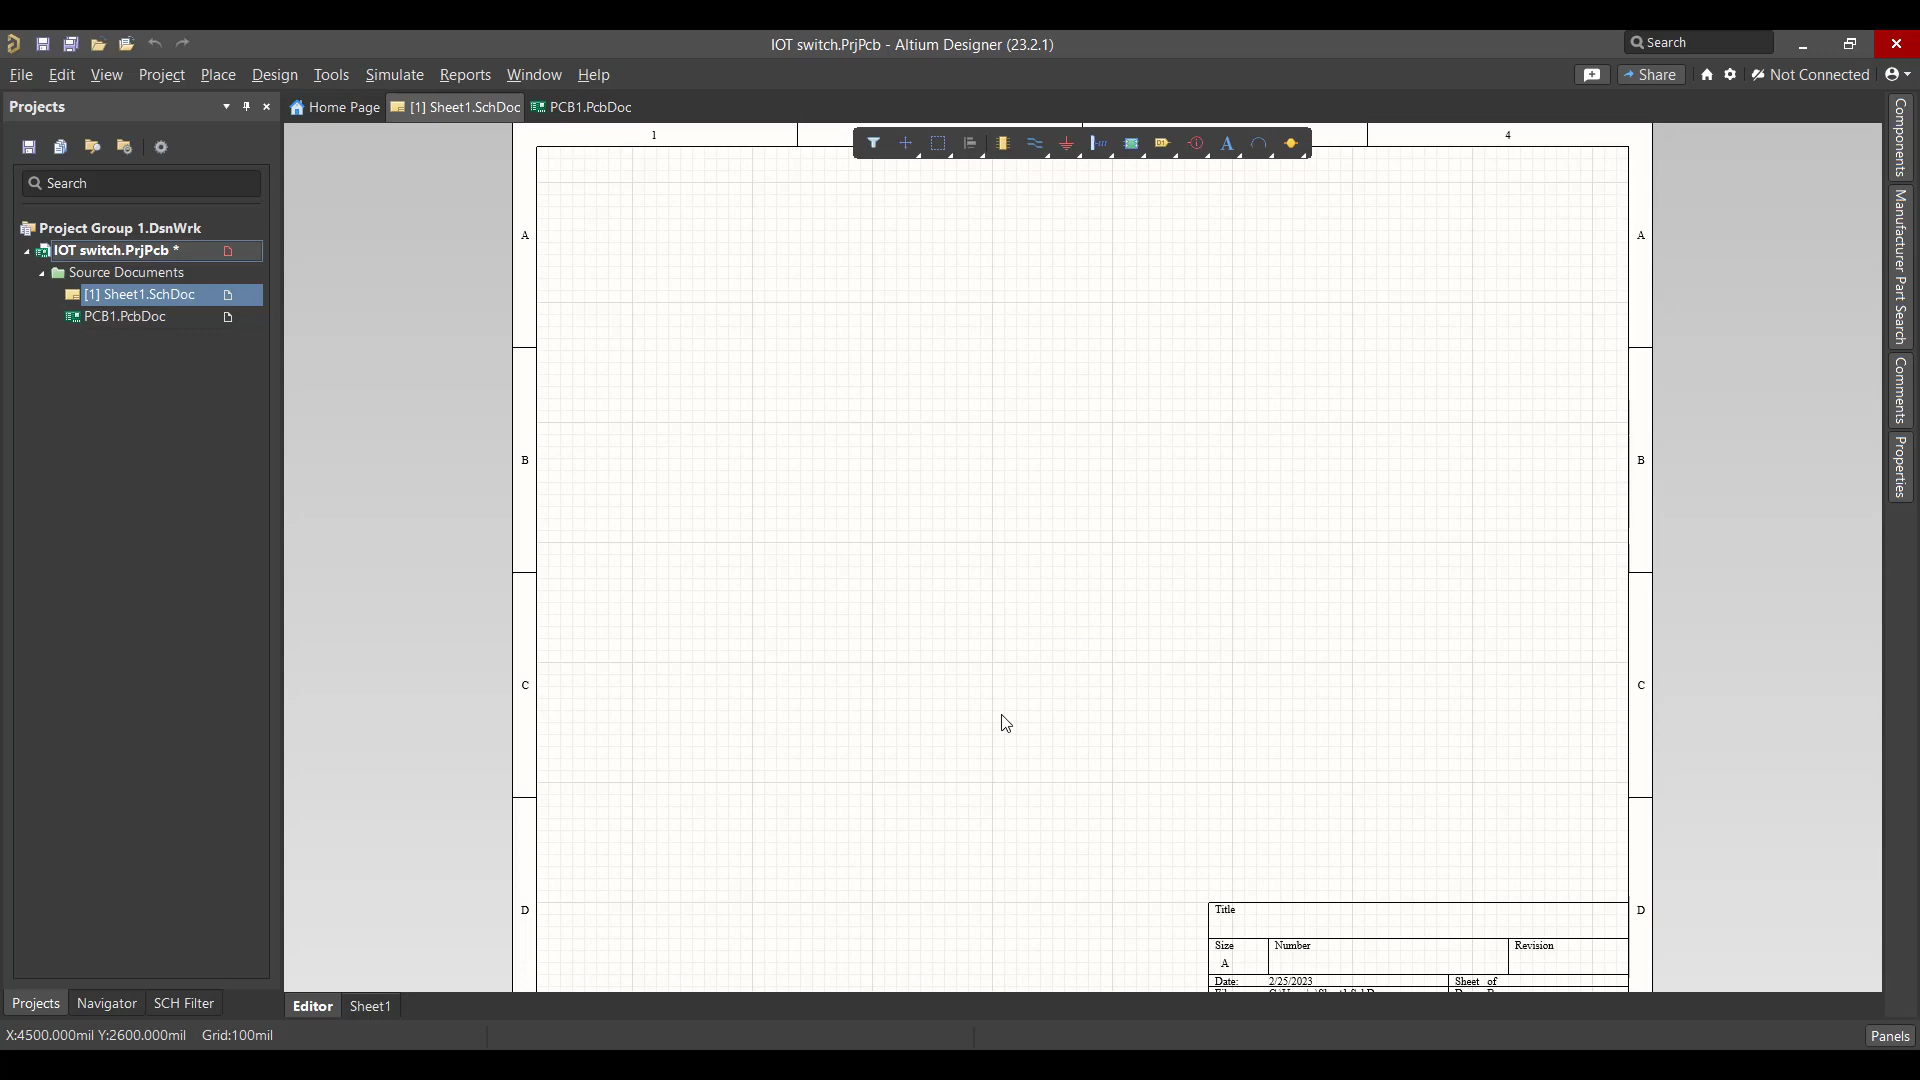 IOT switch.PrjPcb - Altium Designer (23.2.1)
Search
File Edit View Project Place Design Tools Simulate Reports Window Help
Share
Not Connected
Projects
Home Page
[1] Sheet1.SchDoc
PCB1.PcbDoc
Search
Project Group 1.DsnWrk
IOT switch.PrjPcb *
Source Documents
[1] Sheet1.SchDoc
PCB1.PcbDoc
1
4
A
A
B
B
C
C
D
D
Title
Size
Number
Revision
A
Date:
2/25/2023
Sheet of
Components
Manufacturer Part Search
Comments
Properties
Projects
Navigator
SCH Filter
Editor
Sheet1
X:4500.000mil Y:2600.000mil
Grid:100mil
Panels